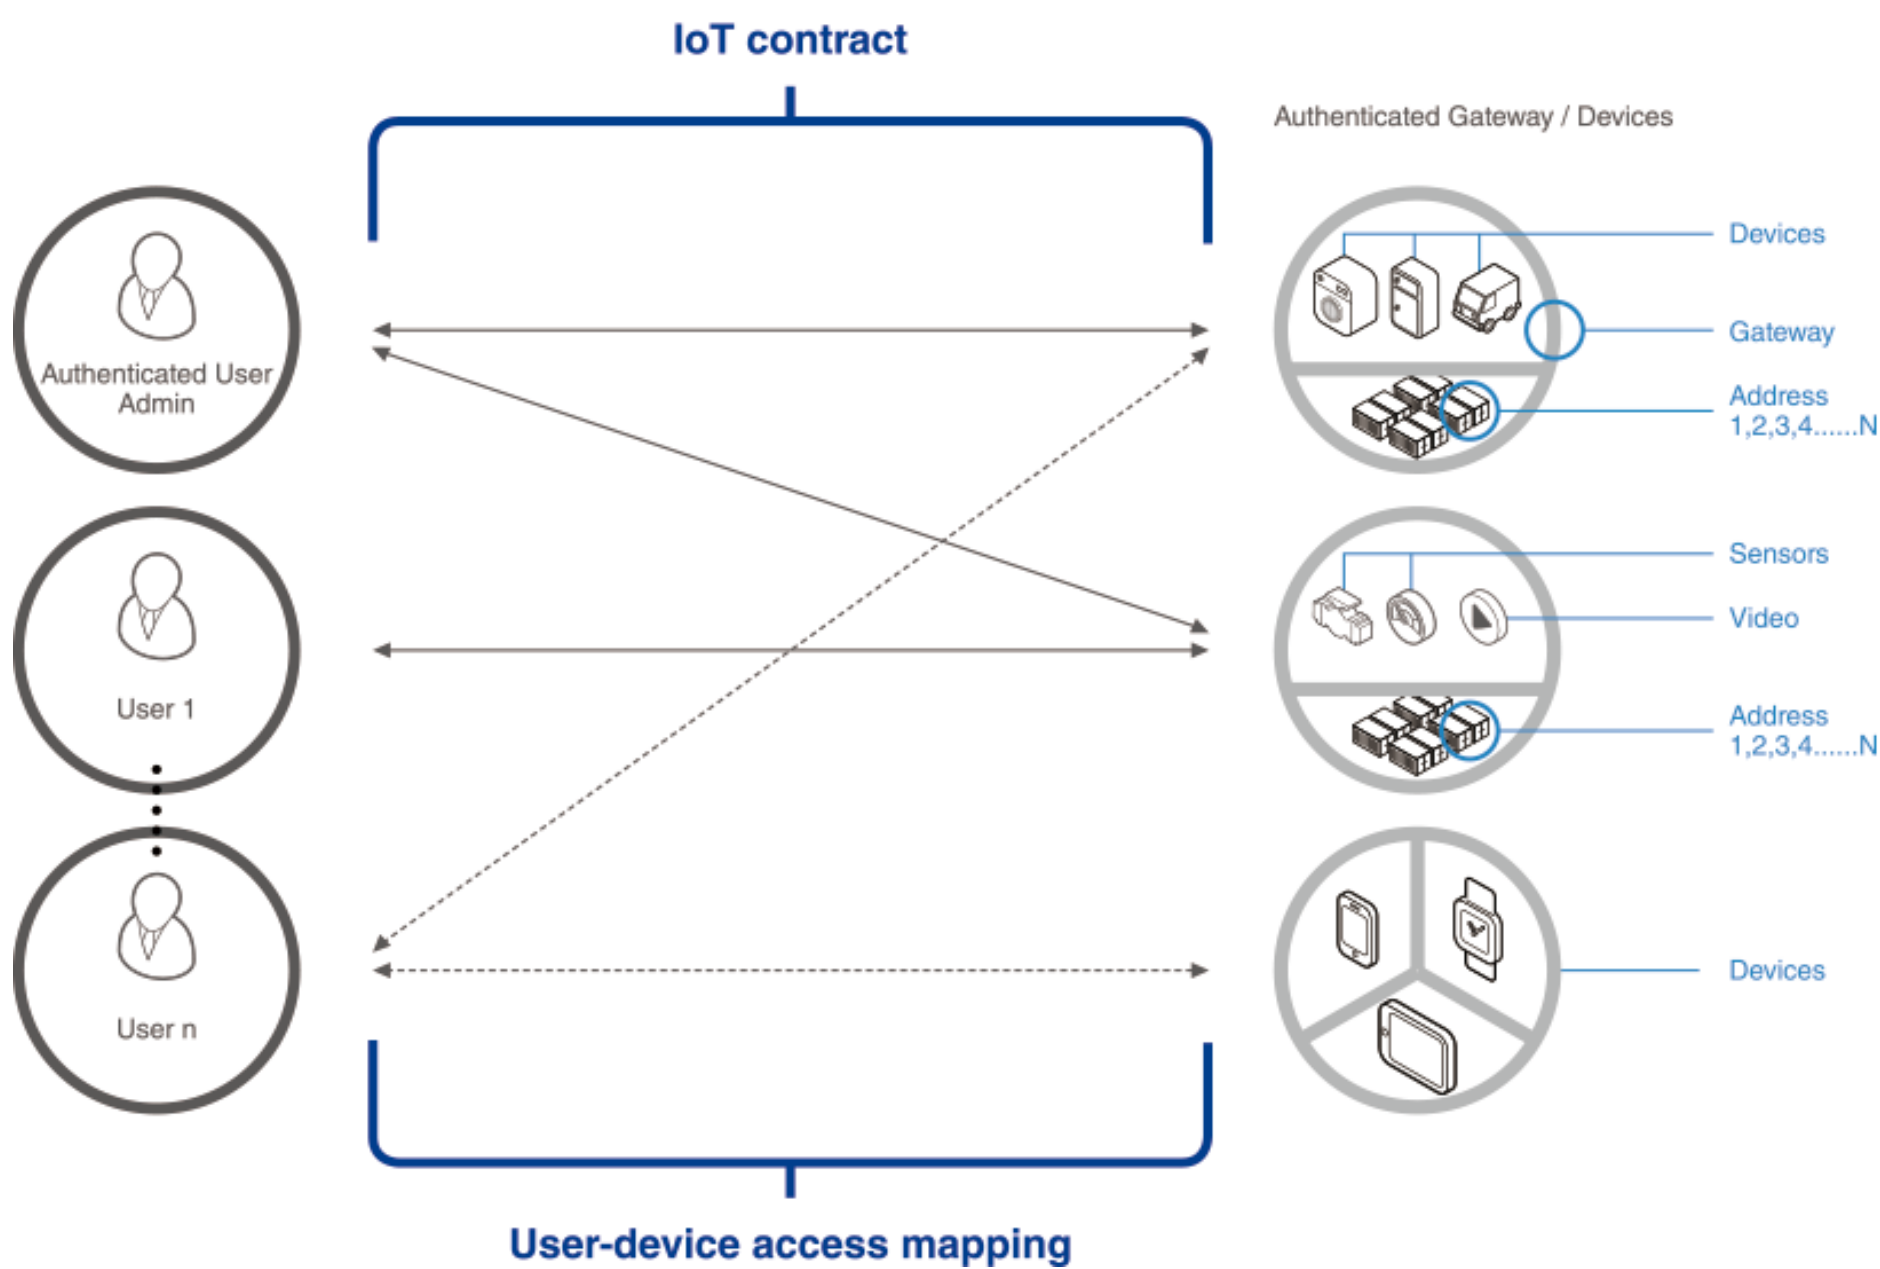 IoT contract
Authenticated Gateway / Devices
Authenticated User
Admin
Devices
Gateway
Address
1,2,3,4......N
User 1
Sensors
Video
Address
1,2,3,4......N
User n
Devices
User-device access mapping